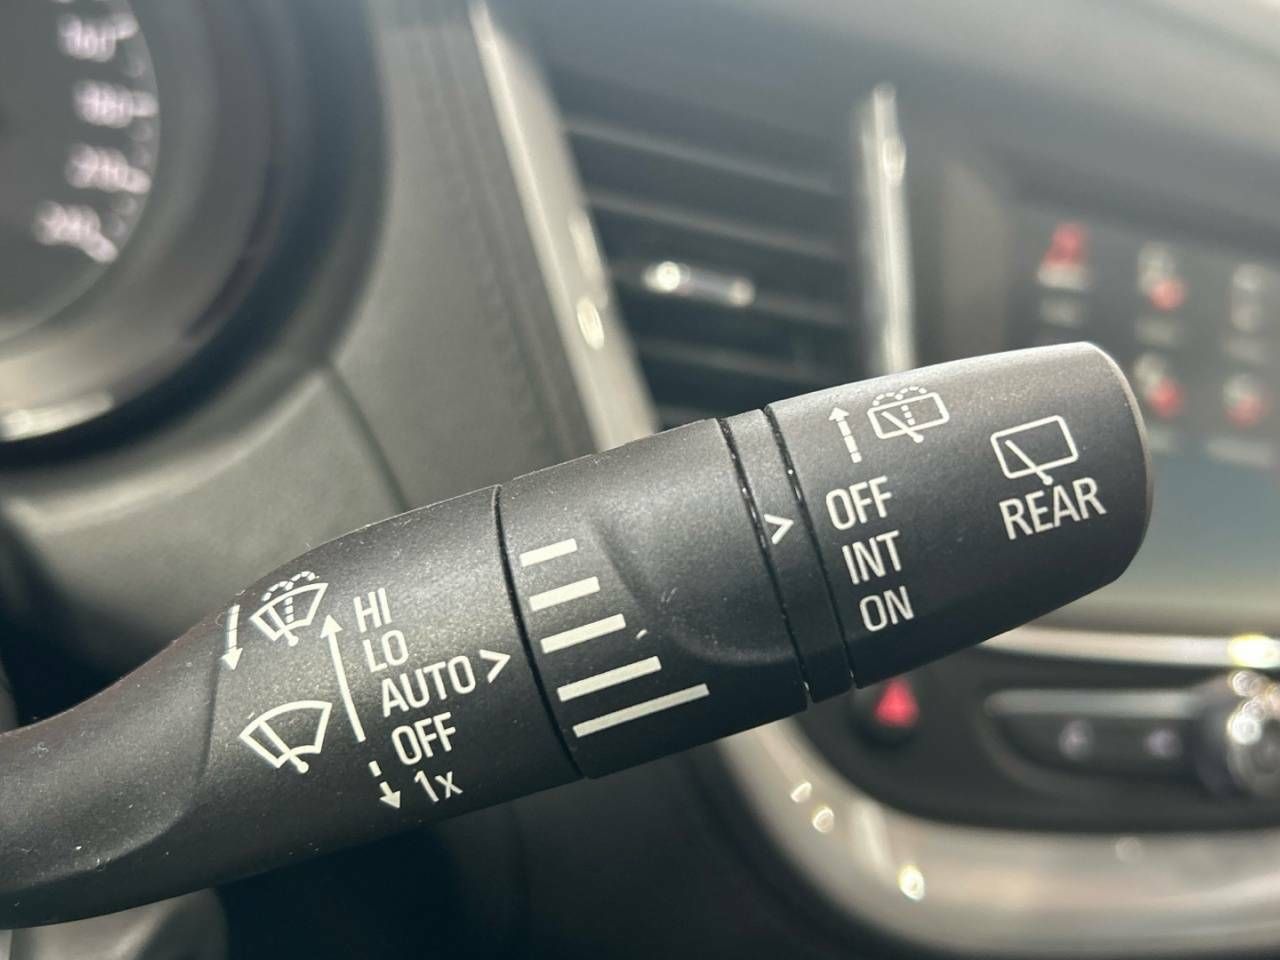 HI
LO
AUTO >
OFF
1x
>
OFF
INT
ON
REAR